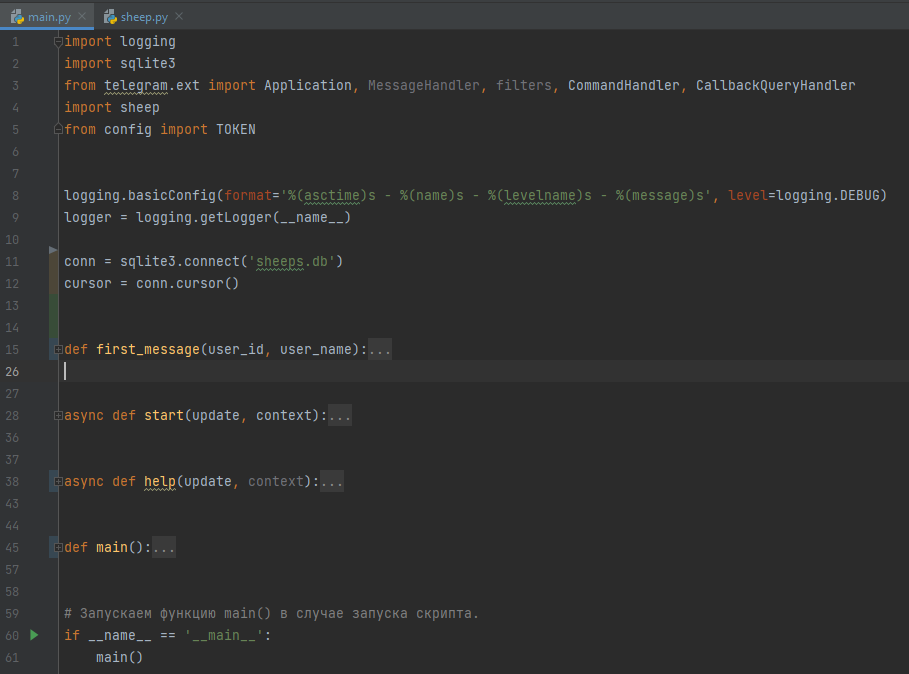 main.py sheep.py
1 import logging
2 import sqlite3
3 from telegram.ext import Application, MessageHandler, filters, CommandHandler, CallbackQueryHandler
4 import sheep
5 from config import TOKEN
6
7
8 logging.basicConfig(format='%(asctime)s - %(name)s - %(levelname)s - %(message)s', level=logging.DEBUG)
9 logger = logging.getLogger(__name__)
10
11 conn = sqlite3.connect('sheeps.db')
12 cursor = conn.cursor()
13
14
15 def first_message(user_id, user_name):...
26
27
28 async def start(update, context):...
36
37
38 async def help(update, context):...
43
44
45 def main():...
57
58
59 # Запускаем функцию main() в случае запуска скрипта.
60 if __name__ == '__main__':
61 main()